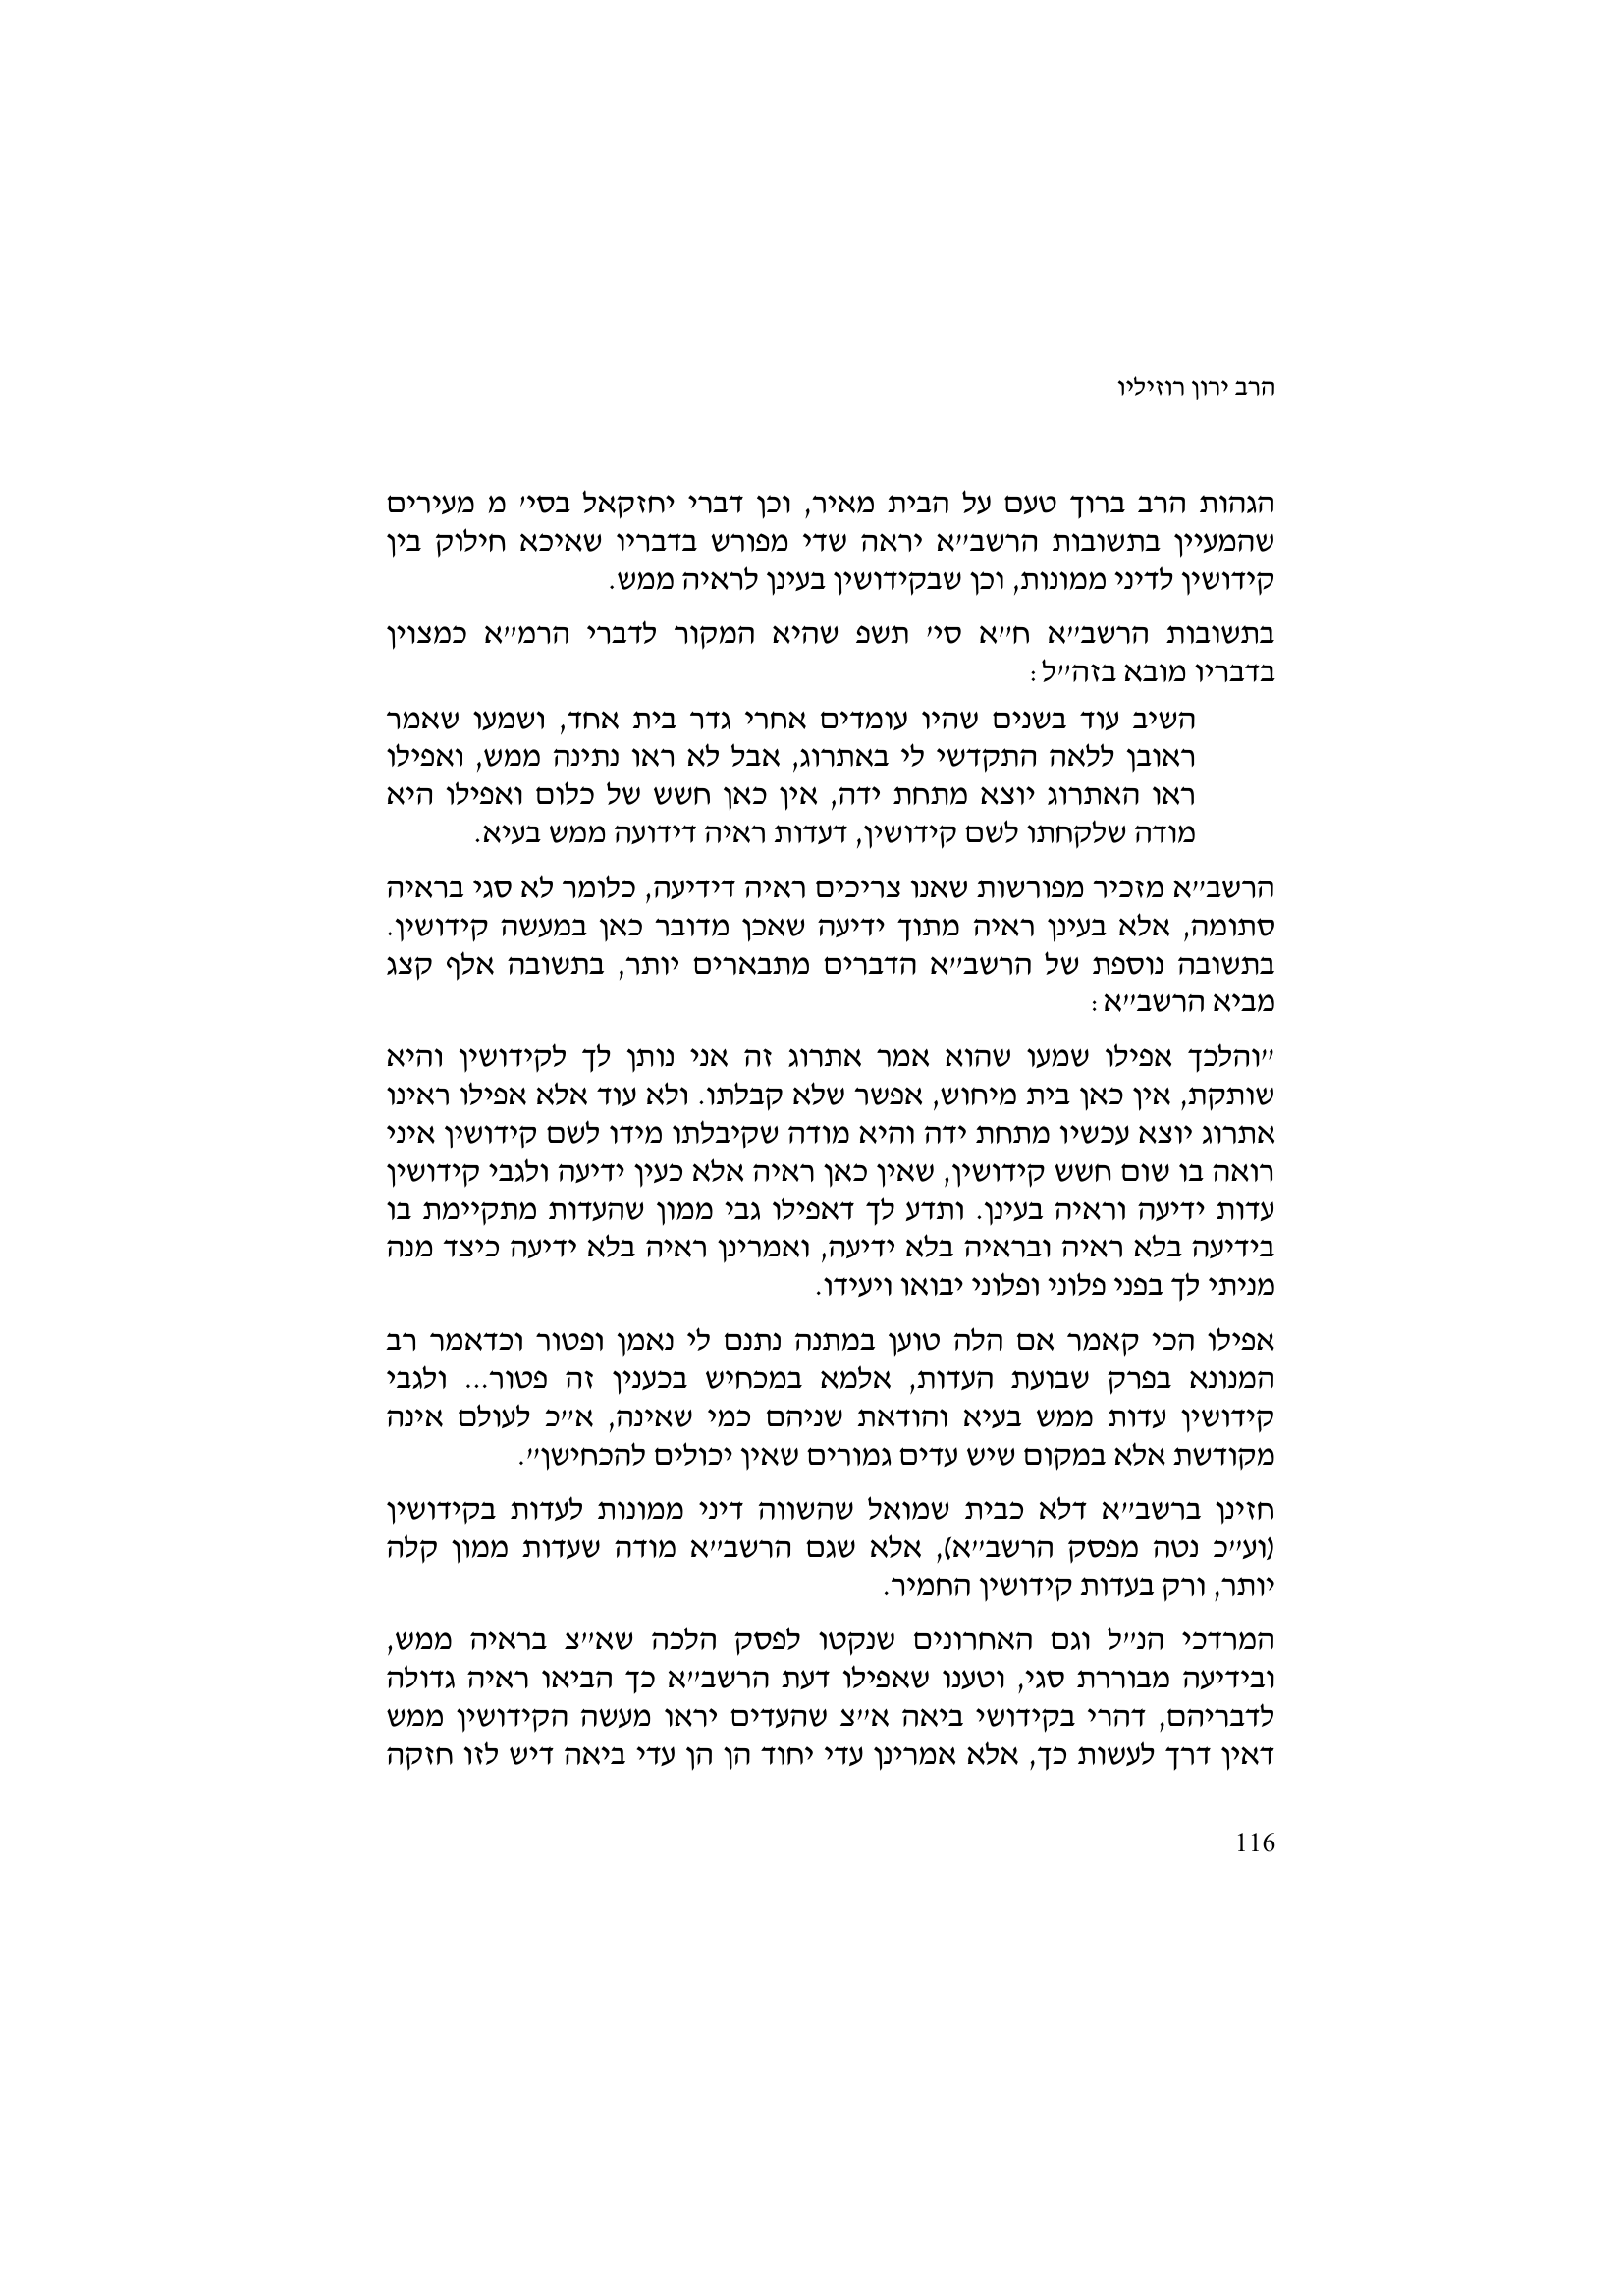 הרב ירון רוזיליו
הגהות הרב ברוך טעם על הבית מאיר, וכן דברי יחזקאל בסי' מ מעירים
שהמעיין בתשובות הרשב"א יראה שדי מפורש בדבריו שאיכא חילוק בין
קידושין לדיני ממונות, וכן שבקידושין בעינן לראיה ממש.
בתשובות הרשב"א ח"א סי' תשפ שהיא המקור לדברי הרמ"א כמצוין
בדבריו מובא בזה"ל:
השיב עוד בשנים שהיו עומדים אחרי גדר בית אחד, ושמעו שאמר
ראובן ללאה התקדשי לי באתרוג, אבל לא ראו נתינה ממש, ואפילו
ראו האתרוג יוצא מתחת ידה, אין כאן חשש של כלום ואפילו היא
מודה שלקחתו לשם קידושין, דעדות ראיה דידועה ממש בעיא.
הרשב"א מזכיר מפורשות שאנו צריכים ראיה דידיעה, כלומר לא סגי בראיה
סתומה, אלא בעינן ראיה מתוך ידיעה שאכן מדובר כאן במעשה קידושין.
בתשובה נוספת של הרשב"א הדברים מתבארים יותר, בתשובה אלף קצג
מביא הרשב"א:
"והלכך אפילו שמעו שהוא אמר אתרוג זה אני נותן לך לקידושין והיא
שותקת, אין כאן בית מיחוש, אפשר שלא קבלתו. ולא עוד אלא אפילו ראינו
אתרוג יוצא עכשיו מתחת ידה והיא מודה שקיבלתו מידו לשם קידושין איני
רואה בו שום חשש קידושין, שאין כאן ראיה אלא כעין ידיעה ולגבי קידושין
עדות ידיעה וראיה בעינן. ותדע לך דאפילו גבי ממון שהעדות מתקיימת בו
בידיעה בלא ראיה ובראיה בלא ידיעה, ואמרינן ראיה בלא ידיעה כיצד מנה
מניתי לך בפני פלוני ופלוני יבואו ויעידו.
אפילו הכי קאמר אם הלה טוען במתנה נתנם לי נאמן ופטור וכדאמר רב
המנונא בפרק שבועת העדות, אלמא במכחיש בכענין זה פטור... ולגבי
קידושין עדות ממש בעיא והודאת שניהם כמי שאינה, א"כ לעולם אינה
מקודשת אלא במקום שיש עדים גמורים שאין יכולים להכחישן".
חזינן ברשב"א דלא כבית שמואל שהשווה דיני ממונות לעדות בקידושין
(וע"כ נטה מפסק הרשב"א), אלא שגם הרשב"א מודה שעדות ממון קלה
יותר, ורק בעדות קידושין החמיר.
המרדכי הנ"ל וגם האחרונים שנקטו לפסק הלכה שא"צ בראיה ממש,
ובידיעה מבוררת סגי, וטענו שאפילו דעת הרשב"א כך הביאו ראיה גדולה
לדבריהם, דהרי בקידושי ביאה א"צ שהעדים יראו מעשה הקידושין ממש
דאין דרך לעשות כך, אלא אמרינן עדי יחוד הן הן עדי ביאה דיש לזו חזקה
116